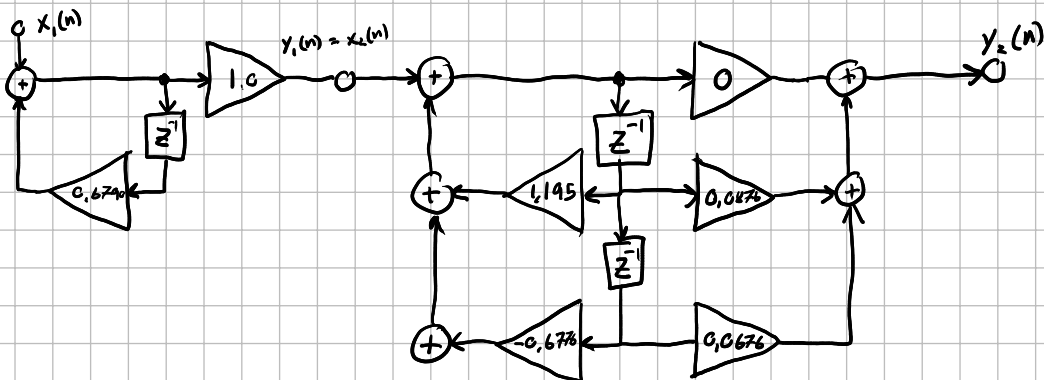 x₁(n)
y₁(n) = x₂(n)
y₂(n)
+
1.0
+
0
+
z⁻¹
z⁻¹
0,6790
+
1,195
0,0876
+
z⁻¹
+
-0,6776
0,0676